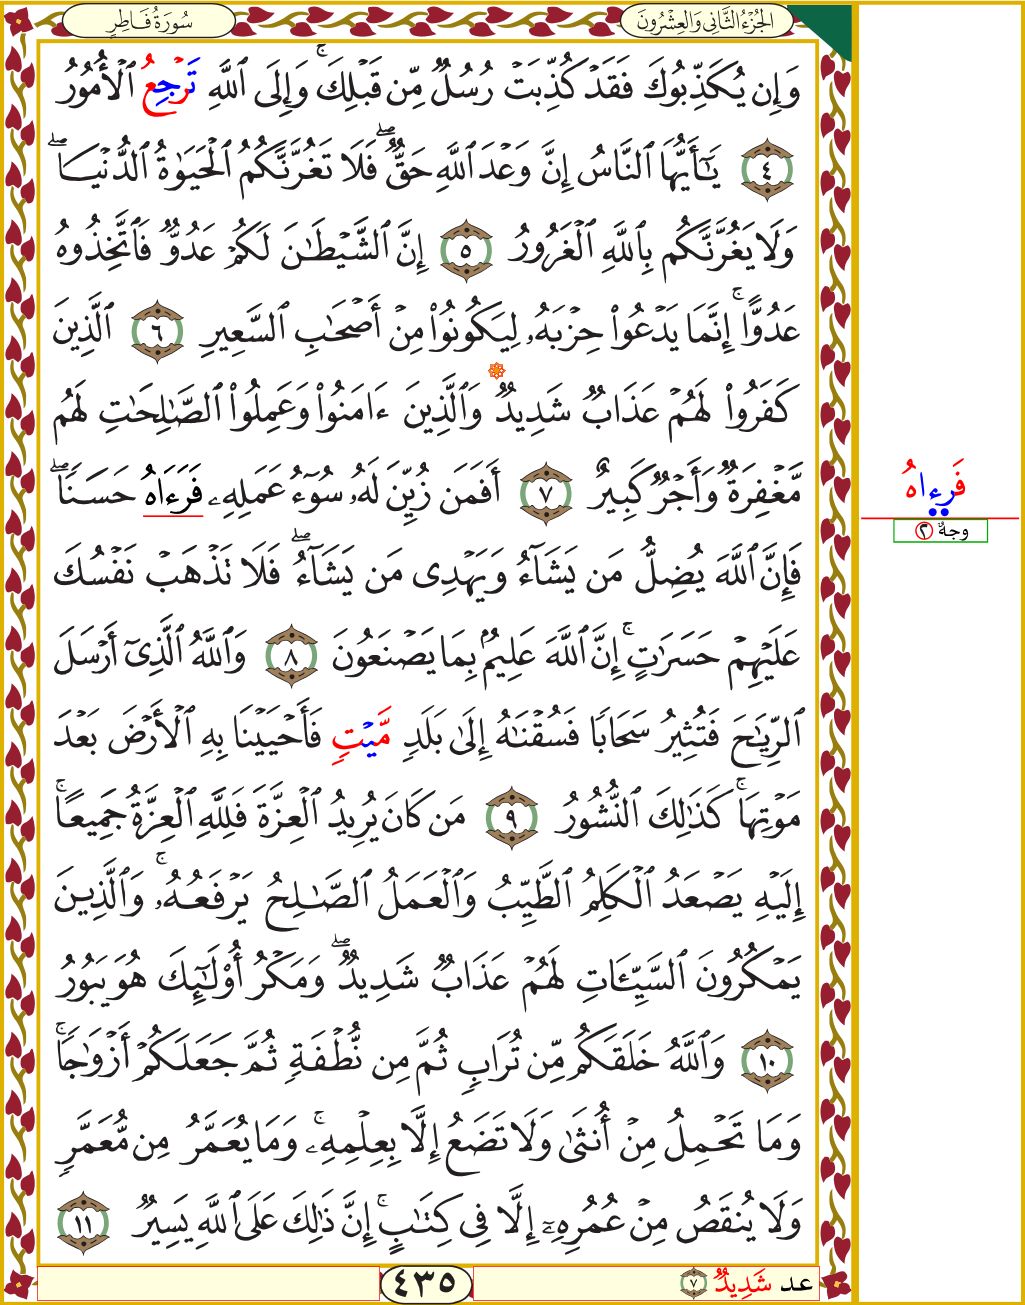 الجُزْءُ الثَّانِي وَالعِشْرُونَ
سُورَةُ فَاطِرٍ
وَإِن يُكَذِّبُوكَ فَقَدۡ كُذِّبَتۡ رُسُلٌ مِّن قَبۡلِكَۚ وَإِلَى ٱللَّهِ تَرۡجِعُ ٱلۡأُمُورُ
٤ يَٰٓأَيُّهَا ٱلنَّاسُ إِنَّ وَعۡدَ ٱللَّهِ حَقٌّۖ فَلَا تَغُرَّنَّكُمُ ٱلۡحَيَوٰةُ ٱلدُّنۡيَاۖ
وَلَا يَغُرَّنَّكُم بِٱللَّهِ ٱلۡغَرُورُ ٥ إِنَّ ٱلشَّيۡطَٰنَ لَكُمۡ عَدُوٌّ فَٱتَّخِذُوهُ
عَدُوًّاۚ إِنَّمَا يَدۡعُواْ حِزۡبَهُۥ لِيَكُونُواْ مِنۡ أَصۡحَٰبِ ٱلسَّعِيرِ ٦ ٱلَّذِينَ
كَفَرُواْ لَهُمۡ عَذَابٌ شَدِيدٌ وَٱلَّذِينَ ءَامَنُواْ وَعَمِلُواْ ٱلصَّٰلِحَٰتِ لَهُم
مَّغۡفِرَةٌ وَأَجۡرٌ كَبِيرٌ ٧ أَفَمَن زُيِّنَ لَهُۥ سُوٓءُ عَمَلِهِۦ فَرَءَاهُ حَسَنًاۖ
فَإِنَّ ٱللَّهَ يُضِلُّ مَن يَشَآءُ وَيَهۡدِي مَن يَشَآءُۖ فَلَا تَذۡهَبۡ نَفۡسُكَ
عَلَيۡهِمۡ حَسَرَٰتٍۚ إِنَّ ٱللَّهَ عَلِيمُۢ بِمَا يَصۡنَعُونَ ٨ وَٱللَّهُ ٱلَّذِيٓ أَرۡسَلَ
ٱلرِّيَٰحَ فَتُثِيرُ سَحَابًا فَسُقۡنَٰهُ إِلَىٰ بَلَدٍ مَّيۡتٍ فَأَحۡيَيۡنَا بِهِ ٱلۡأَرۡضَ بَعۡدَ
مَوۡتِهَاۚ كَذَٰلِكَ ٱلنُّشُورُ ٩ مَن كَانَ يُرِيدُ ٱلۡعِزَّةَ فَلِلَّهِ ٱلۡعِزَّةُ جَمِيعًاۚ
إِلَيۡهِ يَصۡعَدُ ٱلۡكَلِمُ ٱلطَّيِّبُ وَٱلۡعَمَلُ ٱلصَّٰلِحُ يَرۡفَعُهُۥۚ وَٱلَّذِينَ
يَمۡكُرُونَ ٱلسَّيِّـَٔاتِ لَهُمۡ عَذَابٌ شَدِيدٌۖ وَمَكۡرُ أُوْلَٰٓئِكَ هُوَ يَبُورُ
١٠ وَٱللَّهُ خَلَقَكُم مِّن تُرَابٍ ثُمَّ مِن نُّطۡفَةٍ ثُمَّ جَعَلَكُمۡ أَزۡوَٰجًاۚ
وَمَا تَحۡمِلُ مِنۡ أُنثَىٰ وَلَا تَضَعُ إِلَّا بِعِلۡمِهِۦۚ وَمَا يُعَمَّرُ مِن مُّعَمَّرٍ
وَلَا يُنقَصُ مِنۡ عُمُرِهِۦٓ إِلَّا فِي كِتَٰبٍۚ إِنَّ ذَٰلِكَ عَلَى ٱللَّهِ يَسِيرٌ ١١
فَرِءَاهُ
وجهٌ ٢
عد شَدِيدٌ ٧
٤٣٥